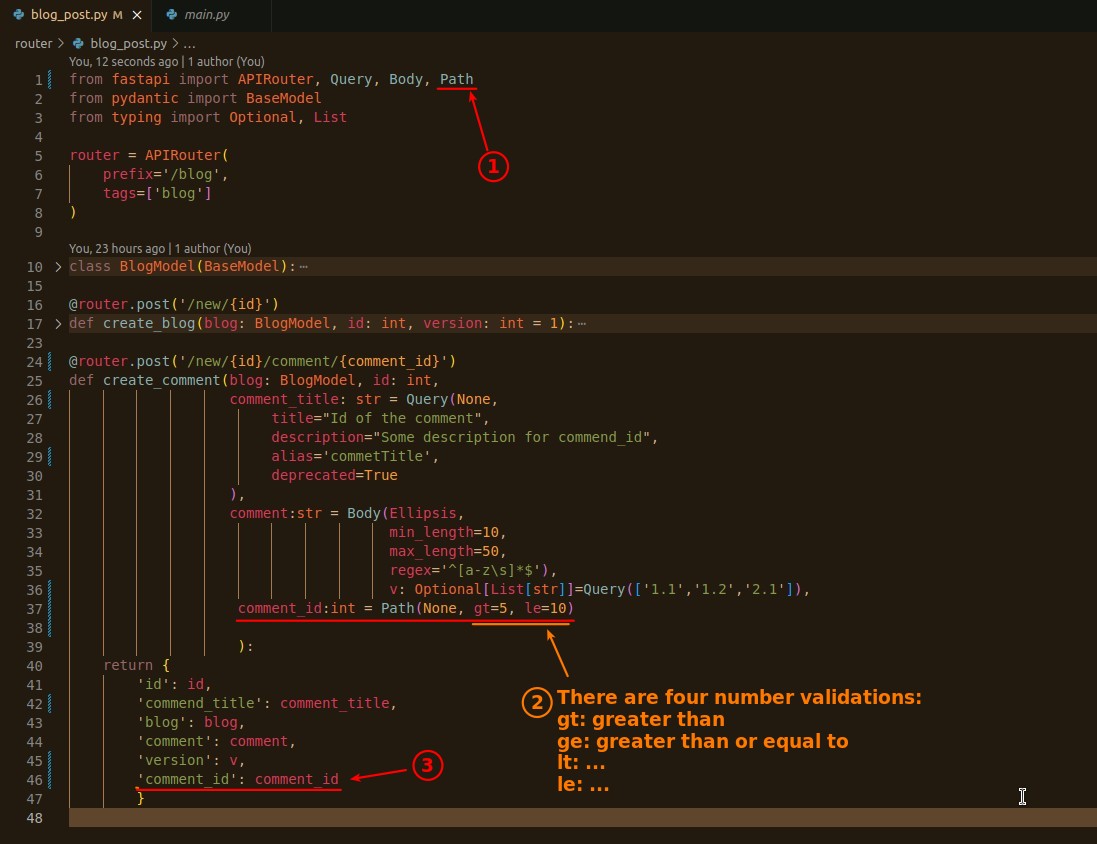 blog_post.py M × main.py
router > blog_post.py > ...
You, 12 seconds ago | 1 author (You)
1 from fastapi import APIRouter, Query, Body, Path
2 from pydantic import BaseModel
3 from typing import Optional, List
4
①
5 router = APIRouter(
6 prefix='/blog',
7 tags=['blog']
8 )
9
You, 23 hours ago | 1 author (You)
10 > class BlogModel(BaseModel):⋯
15
16 @router.post('/new/{id}')
17 > def create_blog(blog: BlogModel, id: int, version: int = 1):⋯
23
24 @router.post('/new/{id}/comment/{comment_id}')
25 def create_comment(blog: BlogModel, id: int,
26 comment_title: str = Query(None,
27 title="Id of the comment",
28 description="Some description for commend_id",
29 alias='commetTitle',
30 deprecated=True
31 ),
32 comment:str = Body(Ellipsis,
33 min_length=10,
34 max_length=50,
35 regex='^[a-z\s]*$'),
36 v: Optional[List[str]]=Query(['1.1','1.2','2.1']),
37 comment_id:int = Path(None, gt=5, le=10)
38
39 ):
40 return {
41 'id': id,
42 'commend_title': comment_title,
43 'blog': blog,
44 'comment': comment,
45 'version': v,
46 'comment_id': comment_id
47 }
48
② There are four number validations:
gt: greater than
ge: greater than or equal to
lt: ...
le: ...
③